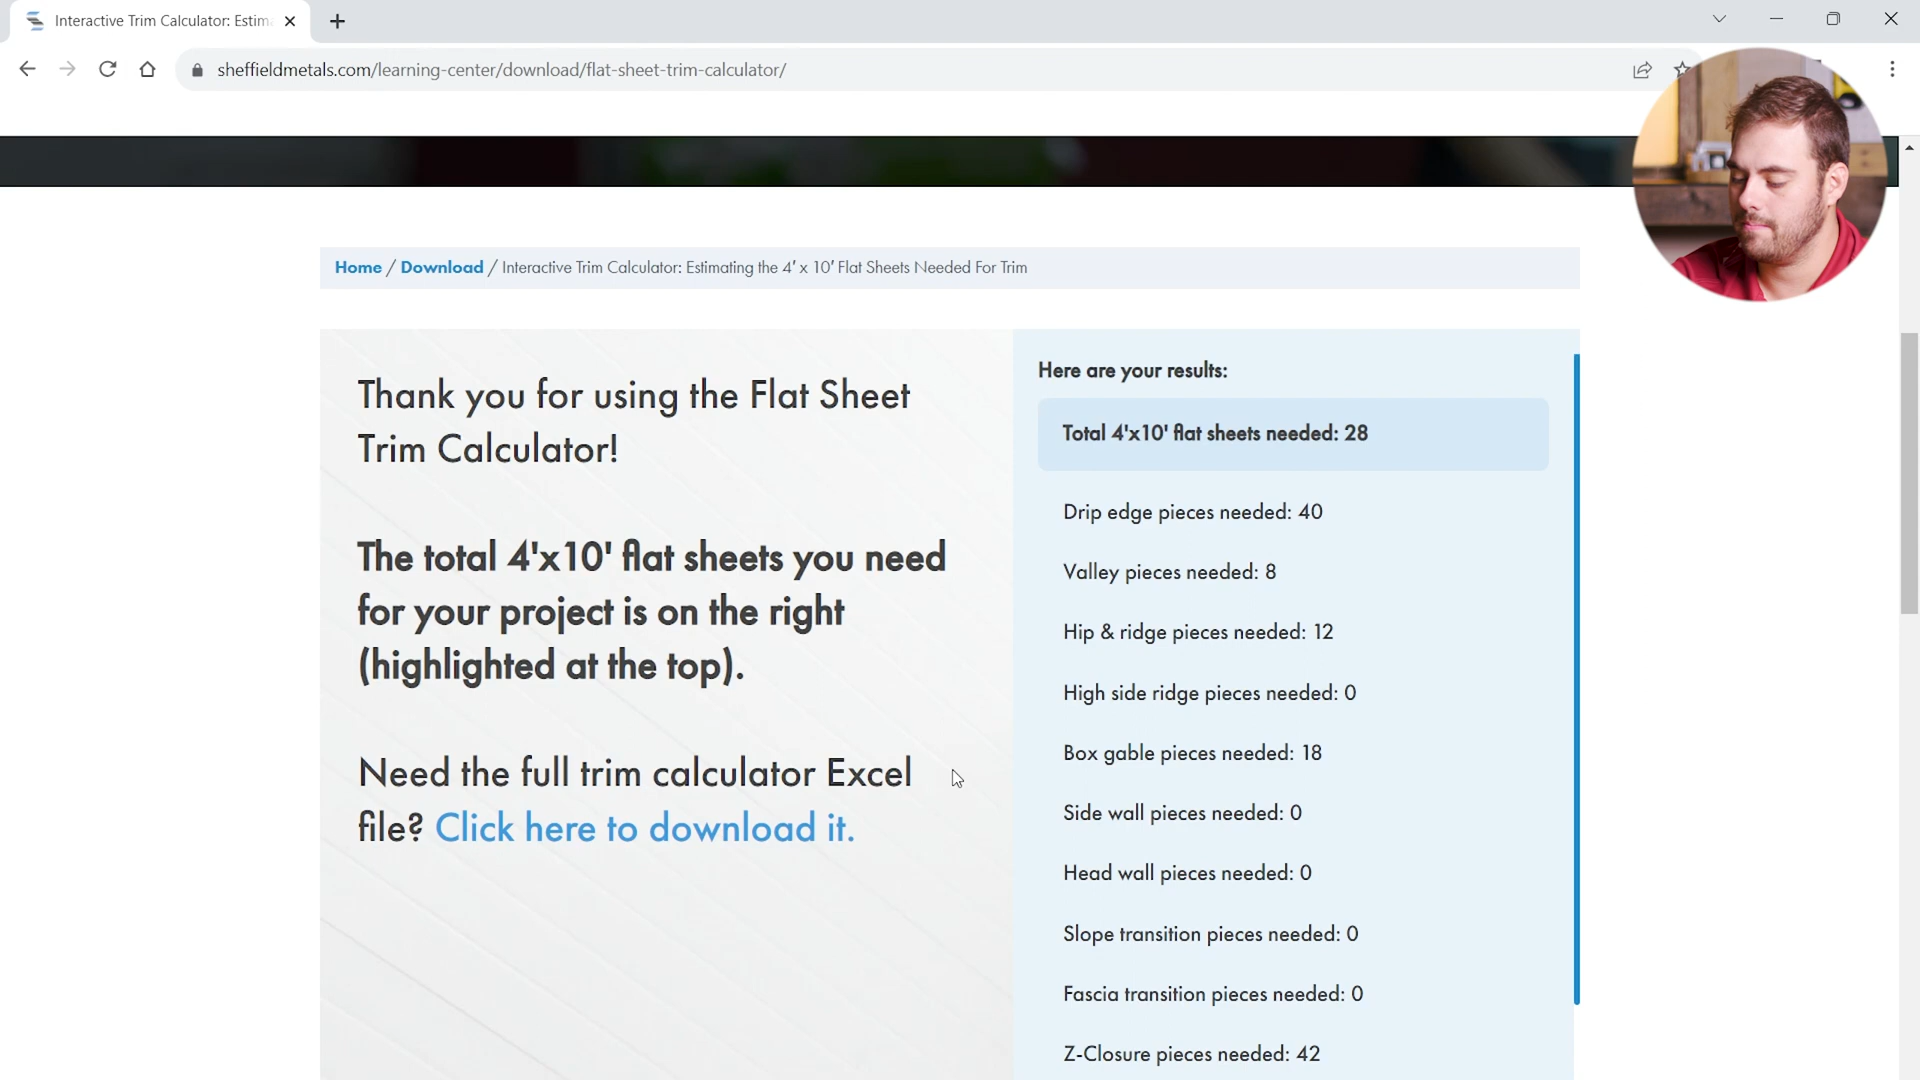 Interactive Trim Calculator: Estim
sheffieldmetals.com/learning-center/download/flat-sheet-trim-calculator/
Home / Download / Interactive Trim Calculator: Estimating the 4′ x 10′ Flat Sheets Needed For Trim
Thank you for using the Flat Sheet
Trim Calculator!
The total 4'x10' flat sheets you need
for your project is on the right
(highlighted at the top).
Need the full trim calculator Excel
file? Click here to download it.
Here are your results:
Total 4'x10' flat sheets needed: 28
Drip edge pieces needed: 40
Valley pieces needed: 8
Hip & ridge pieces needed: 12
High side ridge pieces needed: 0
Box gable pieces needed: 18
Side wall pieces needed: 0
Head wall pieces needed: 0
Slope transition pieces needed: 0
Fascia transition pieces needed: 0
Z-Closure pieces needed: 42